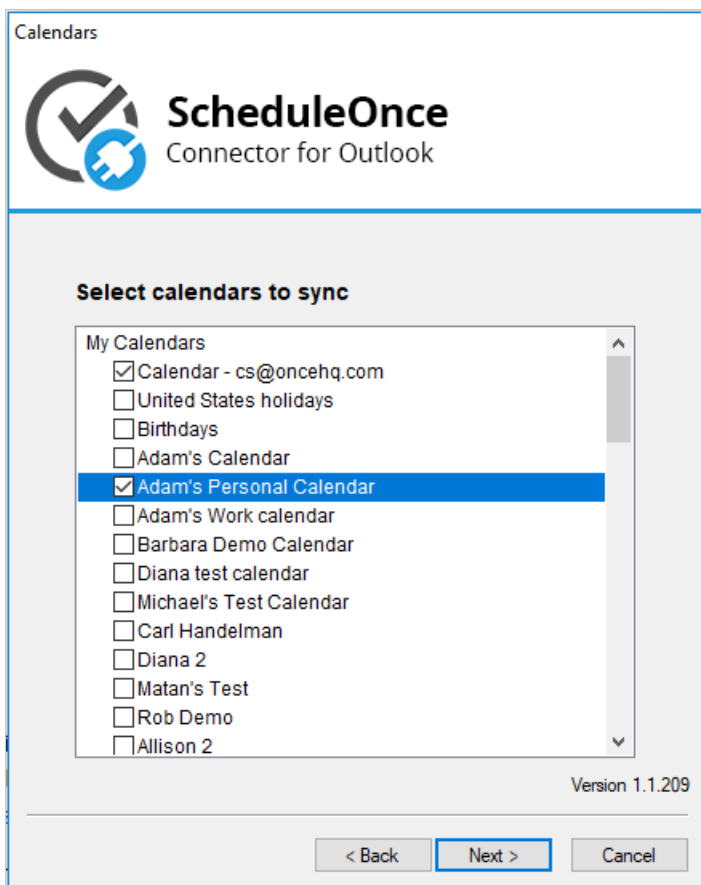 Calendars
ScheduleOnce
Connector for Outlook
Select calendars to sync
My Calendars
Calendar - cs@oncehq.com
United States holidays
Birthdays
Adam's Calendar
Adam's Personal Calendar
Adam's Work calendar
Barbara Demo Calendar
Diana test calendar
Michael's Test Calendar
Carl Handelman
Diana 2
Matan's Test
Rob Demo
Allison 2
Version 1.1.209
< Back Next > Cancel